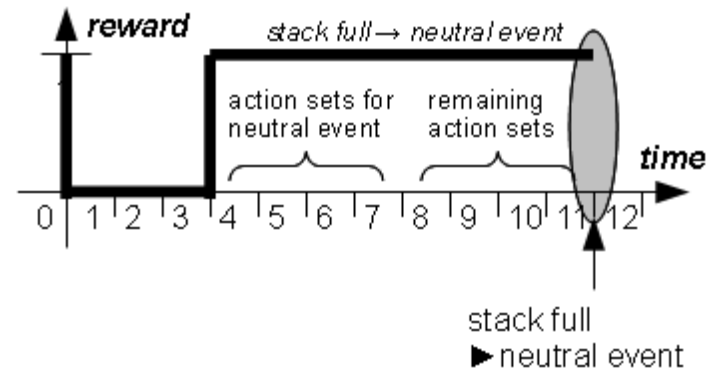 reward
stack full → neutral event
action sets for
neutral event
remaining
action sets
time
0 1 2 3 4 5 6 7 8 9 10 11 12
stack full
▶ neutral event